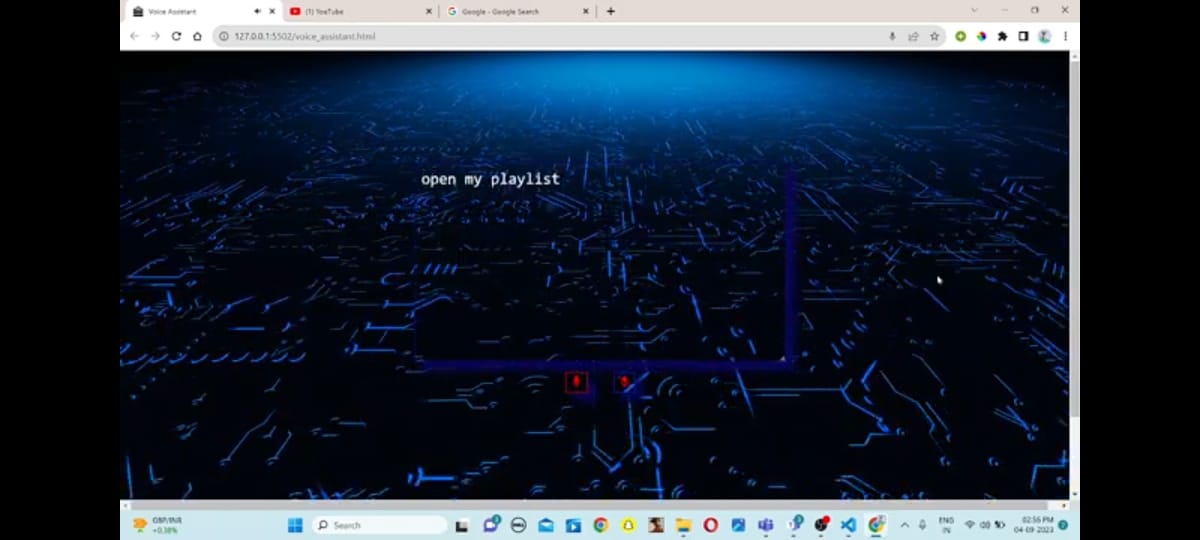 Voice Assistant
(1) YouTube
Google - Google Search
127.0.0.1:5502/voice_assistant.html
open my playlist
GBP/INR
+0.38%
Search
ENG
IN
02:56 PM
04-09-2023